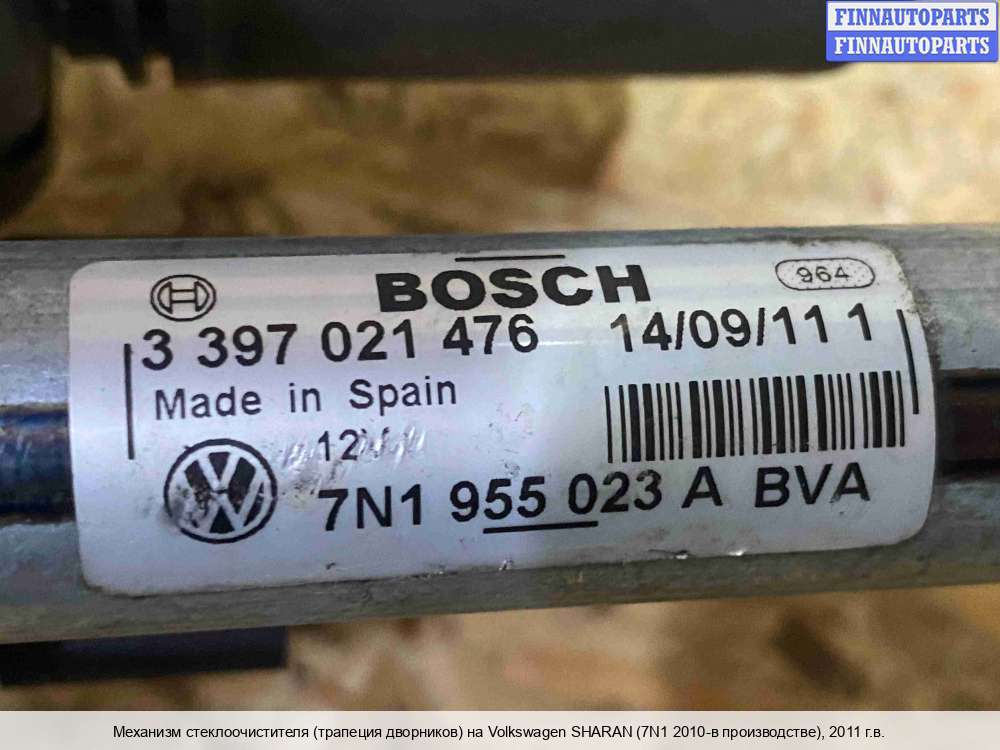 FINNAUTOPARTS
FINNAUTOPARTS
BOSCH
964
3 397 021 476 14/09/11 1
Made in Spain
12V
7N1 955 023 A BVA
Механизм стеклоочистителя (трапеция дворников) на Volkswagen SHARAN (7N1 2010-в производстве), 2011 г.в.